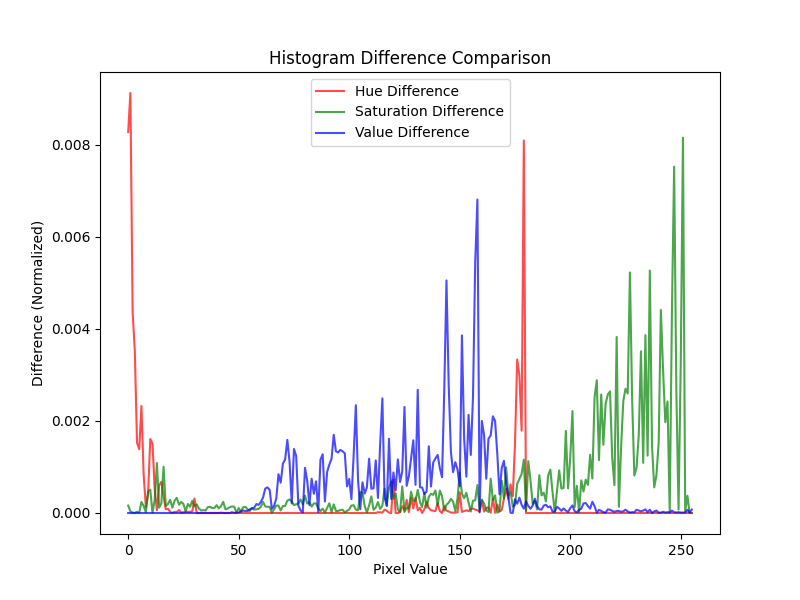 Histogram Difference Comparison
Hue Difference
Saturation Difference
Value Difference
Difference (Normalized)
0.008
0.006
0.004
0.002
0.000
0 50 100 150 200 250
Pixel Value